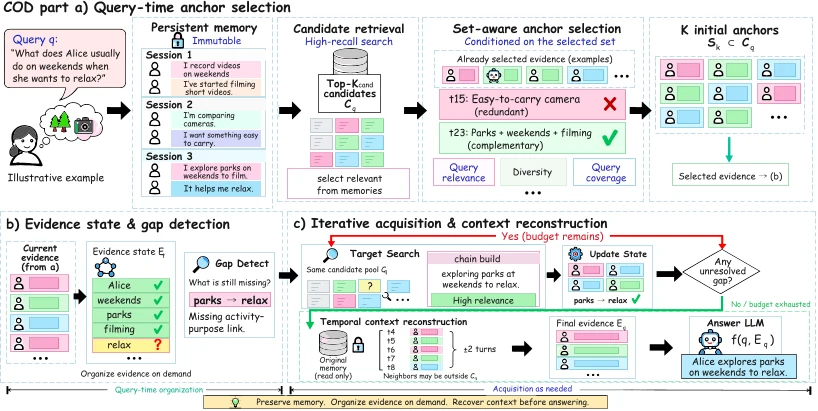 COD part a) Query-time anchor selection
Query q:
"What does Alice usually
do on weekends when
she wants to relax?"
Illustrative example
Persistent memory
Immutable
Session 1
I record videos
on weekends
I've started filming
short videos.
Session 2
I'm comparing
cameras.
I want something easy
to carry.
Session 3
I explore parks on
weekends to film.
It helps me relax.
Candidate retrieval
High-recall search
Top-Kcand
candidates
Cq
select relevant
from memories
Set-aware anchor selection
Conditioned on the selected set
Already selected evidence (examples)
t15: Easy-to-carry camera
(redundant)
t23: Parks + weekends + filming
(complementary)
Query
relevance
Diversity
Query
coverage
K initial anchors
Sk ⊂ Cq
Selected evidence → (b)
b) Evidence state & gap detection
Current
evidence
(from a)
Evidence state Et
Alice
weekends
parks
filming
relax ?
Gap Detect
What is still missing?
parks → relax
Missing activity–
purpose link.
Organize evidence on demand
c) Iterative acquisition & context reconstruction
Yes (budget remains)
Target Search
Same candidate pool Cq
?
chain build
exploring parks at
weekends to relax.
High relevance
Update State
parks → relax
Any
unresolved
gap?
No / budget exhausted
Temporal context reconstruction
Original
memory
(read only)
t4
t5
t6
t7
t8
±2 turns
Neighbors may be outside Cq
Final evidence Eq
Answer LLM
f(q, Eq)
Alice explores parks
on weekends to relax.
Query-time organization
Acquisition as needed
Preserve memory. Organize evidence on demand. Recover context before answering.